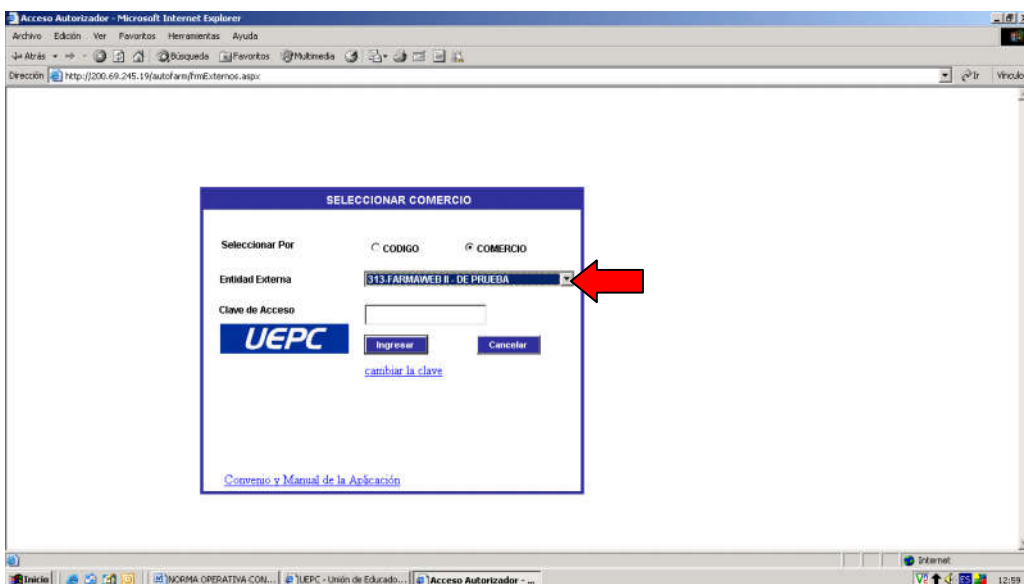 Acceso Autorizador - Microsoft Internet Explorer
Archivo Edición Ver Favoritos Herramientas Ayuda
Atrás Búsqueda Favoritos Multimedia
Dirección http://200.69.245.19/autofarm/frmExternos.aspx Ir Vínculo
SELECCIONAR COMERCIO
Seleccionar Por CODIGO COMERCIO
Entidad Externa 313-FARMAWEB II - DE PRUEBA
Clave de Acceso
UEPC Ingresar Cancelar
cambiar la clave
Convenio y Manual de la Aplicación
Internet
Inicio NORMA OPERATIVA CON... UEPC - Unión de Educado... Acceso Autorizador - ... ES 12:59